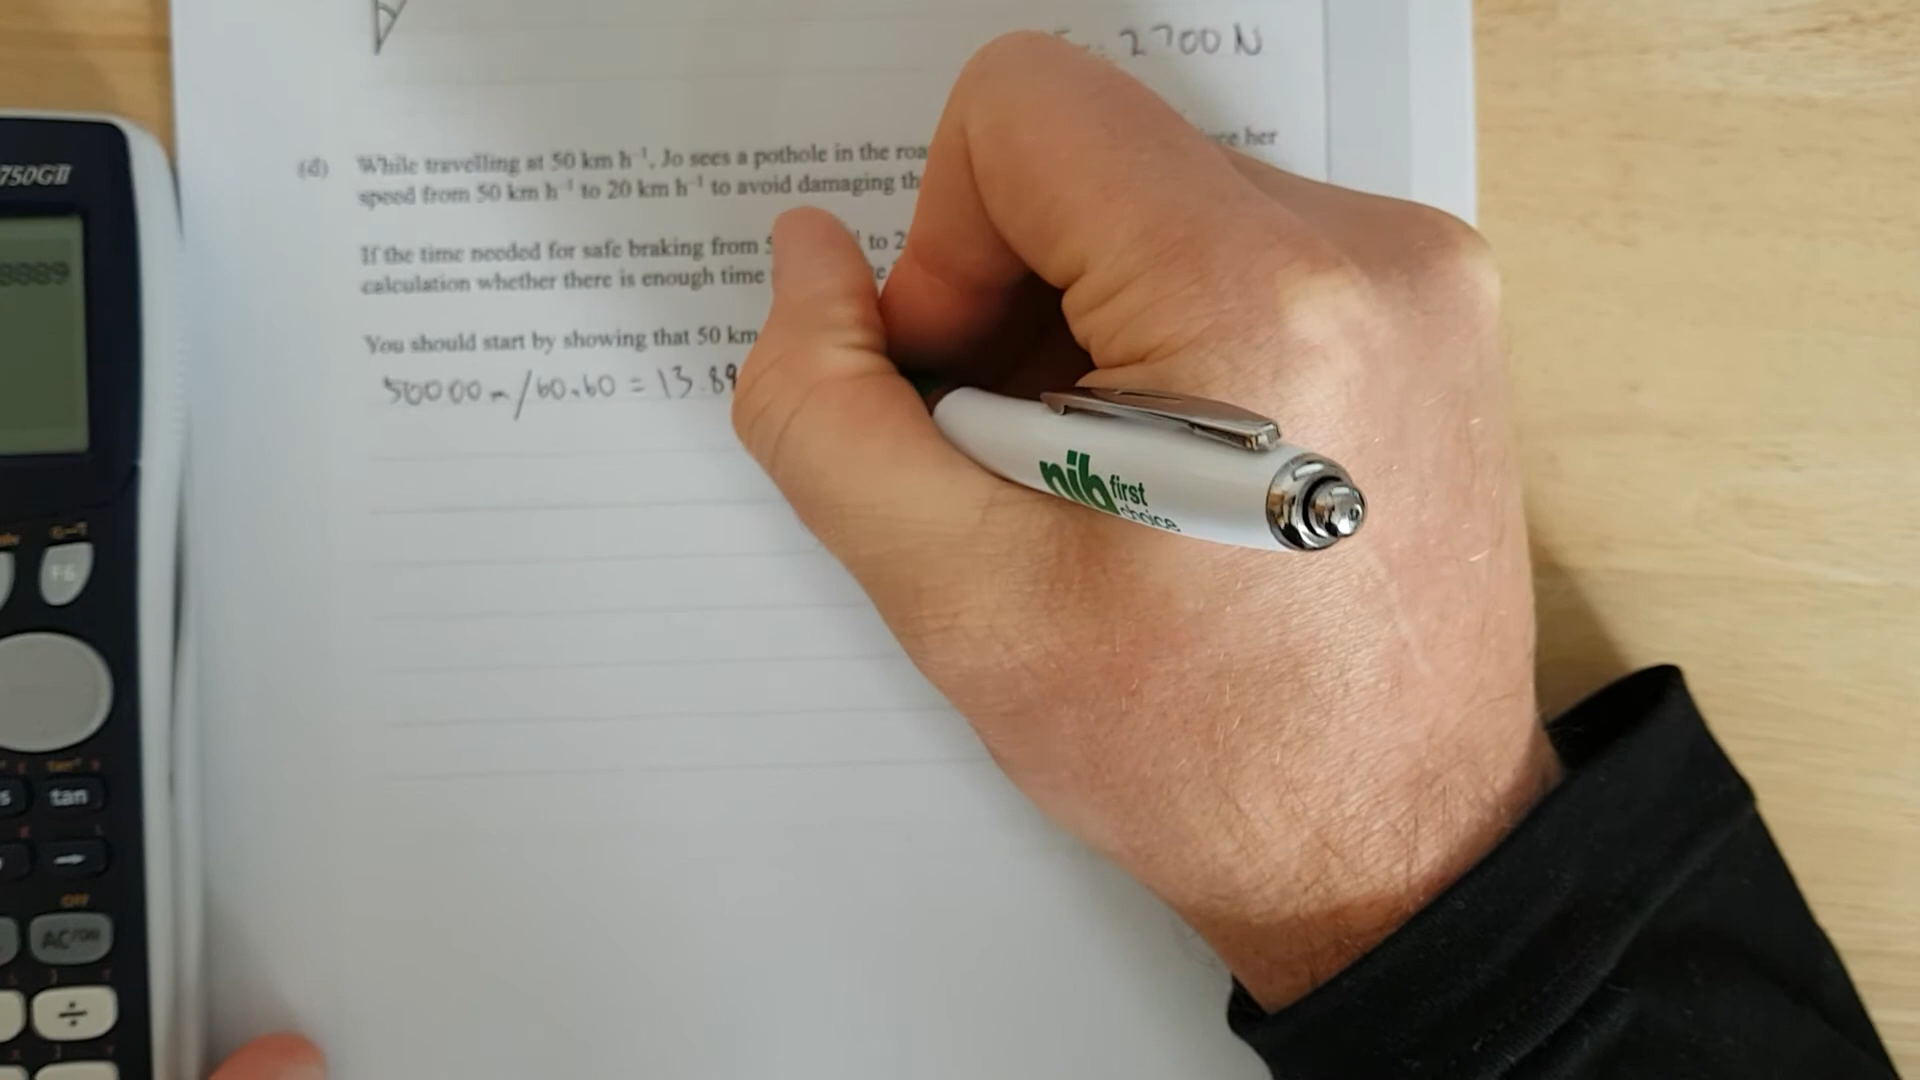 2700 N
(d) While travelling at 50 km h⁻¹, Jo sees a pothole in the roa her
speed from 50 km h⁻¹ to 20 km h⁻¹ to avoid damaging th
If the time needed for safe braking from to 2
calculation whether there is enough time
You should start by showing that 50 km
50000m/60.60 = 13.89
750GII
8889
F6
tan
OFF
AC/ON
÷
nib first
choice